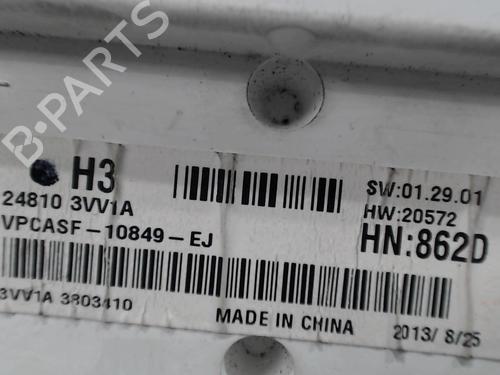 B-PARTS
H3
SW:01.29.01
24810 3VV1A
HW:20572
VPCASF-10849-EJ
HN:862D
3VV1A 3803410
MADE IN CHINA
2013/ 8/25